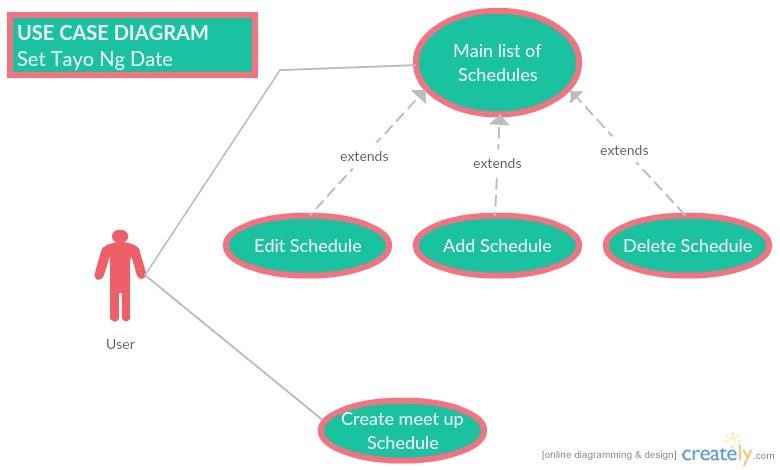 USE CASE DIAGRAM
Set Tayo Ng Date
Main list of
Schedules
extends
extends
extends
Edit Schedule
Add Schedule
Delete Schedule
User
Create meet up
Schedule
[online diagramming & design] creately.com